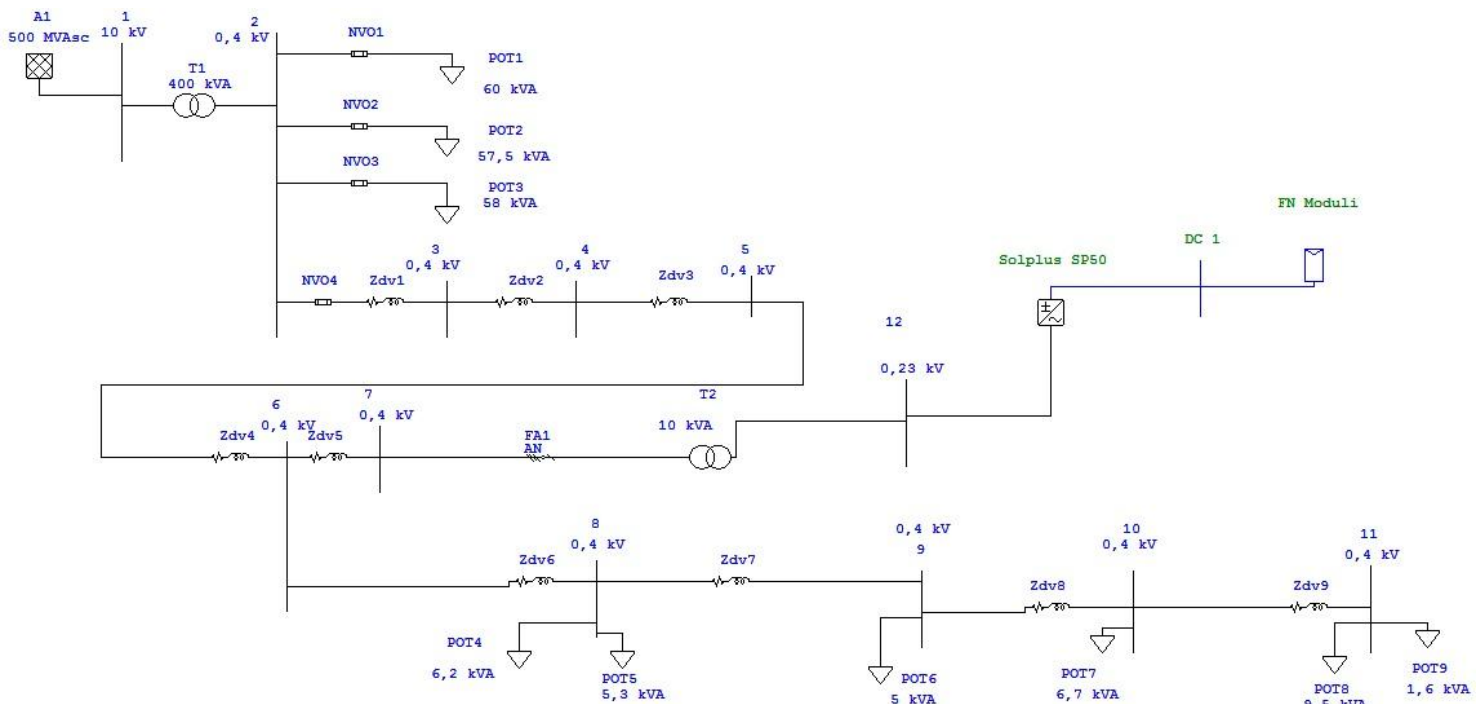 A1
500 MVAsc
1
10 kV
T1
400 kVA
2
0,4 kV
NVO1
POT1
60 kVA
NVO2
POT2
57,5 kVA
NVO3
POT3
58 kVA
NVO4
Zdv1
3
0,4 kV
Zdv2
4
0,4 kV
Zdv3
5
0,4 kV
FN Moduli
DC 1
Solplus SP50
12
0,23 kV
Zdv4
6
0,4 kV
Zdv5
7
0,4 kV
FA1
AN
T2
10 kVA
Zdv6
8
0,4 kV
POT4
6,2 kVA
POT5
5,3 kVA
Zdv7
0,4 kV
9
POT6
5 kVA
Zdv8
10
0,4 kV
POT7
6,7 kVA
Zdv9
11
0,4 kV
POT8
9,5 kVA
POT9
1,6 kVA